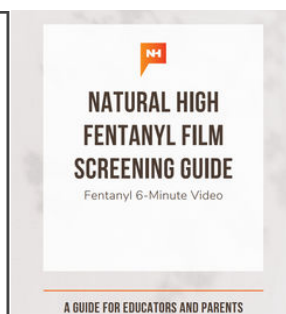 NH
NATURAL HIGH
FENTANYL FILM
SCREENING GUIDE
Fentanyl 6-Minute Video
A GUIDE FOR EDUCATORS AND PARENTS